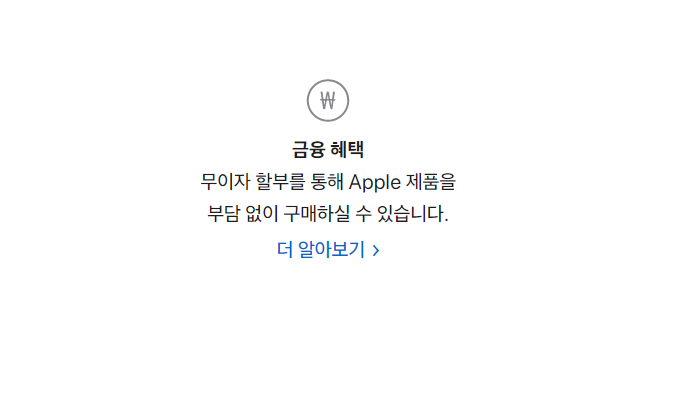 ₩
금융 혜택
무이자 할부를 통해 Apple 제품을
부담 없이 구매하실 수 있습니다.
더 알아보기 >